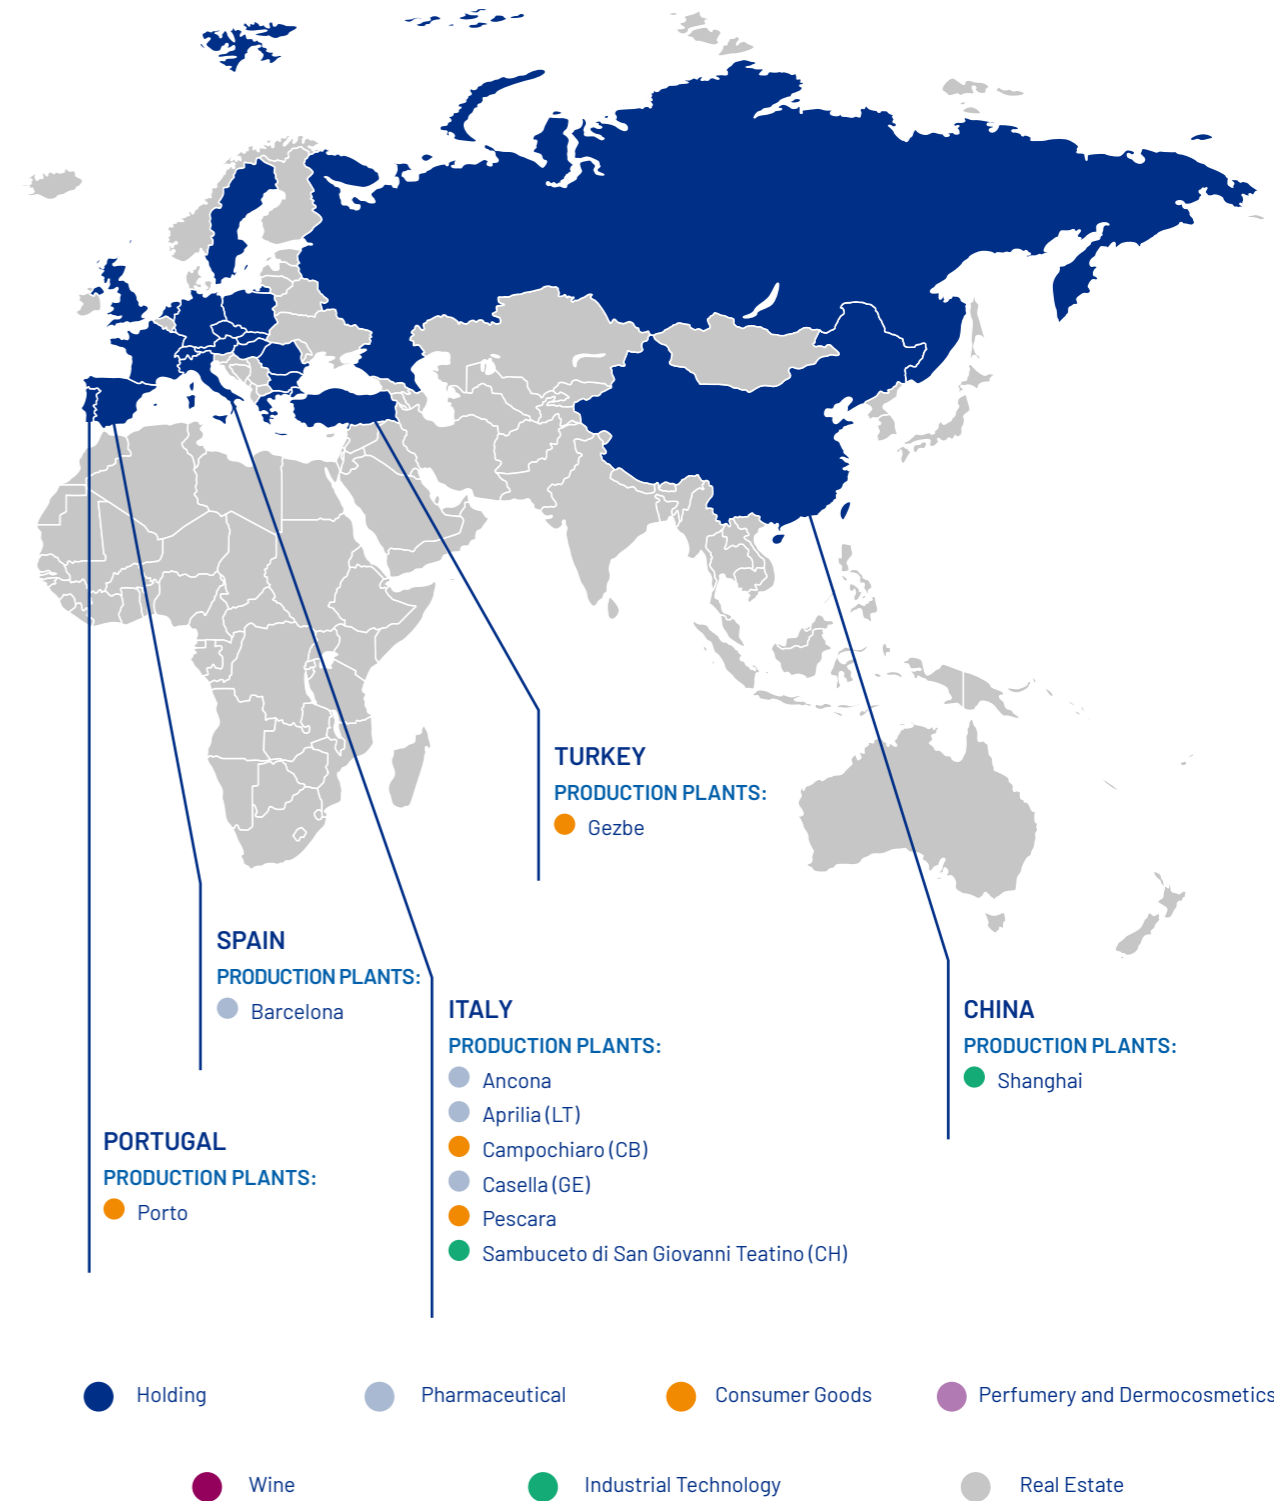 TURKEY
PRODUCTION PLANTS:
Gezbe
SPAIN
PRODUCTION PLANTS:
Barcelona
ITALY
PRODUCTION PLANTS:
Ancona
Aprilia (LT)
Campochiaro (CB)
Casella (GE)
Pescara
Sambuceto di San Giovanni Teatino (CH)
CHINA
PRODUCTION PLANTS:
Shanghai
PORTUGAL
PRODUCTION PLANTS:
Porto
Holding
Pharmaceutical
Consumer Goods
Perfumery and Dermocosmetics
Wine
Industrial Technology
Real Estate